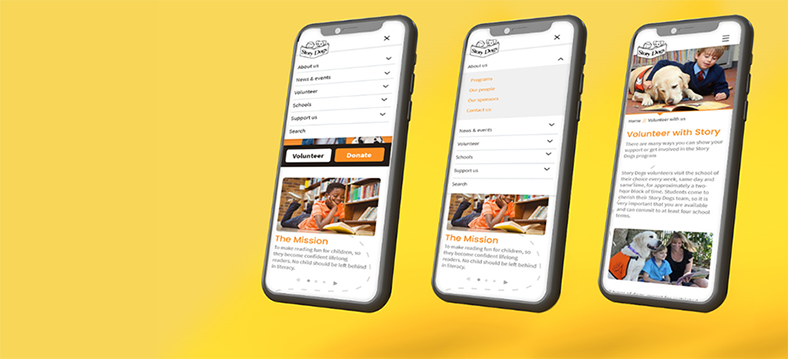 Story Dogs
About us
News & events
Volunteer
Schools
Support us
Search
Volunteer
Donate
The Mission
To make reading fun for children, so
they become confident lifelong
readers. No child should be left behind
in literacy.
Story Dogs
About us
Programs
Our people
Our sponsors
Contact us
News & events
Volunteer
Schools
Support us
Search
The Mission
To make reading fun for children, so
they become confident lifelong
readers. No child should be left behind
in literacy.
Story Dogs
Home // Volunteer with us
Volunteer with Story
There are many ways you can show your
support or get involved in the Story
Dogs program
Story Dogs volunteers visit the school of
their choice every week, same day and
same time, for approximately a two-
hour block of time. Students come to
cherish their Story Dogs team, so it is
very important that you are available
and can commit to at least four school
terms.